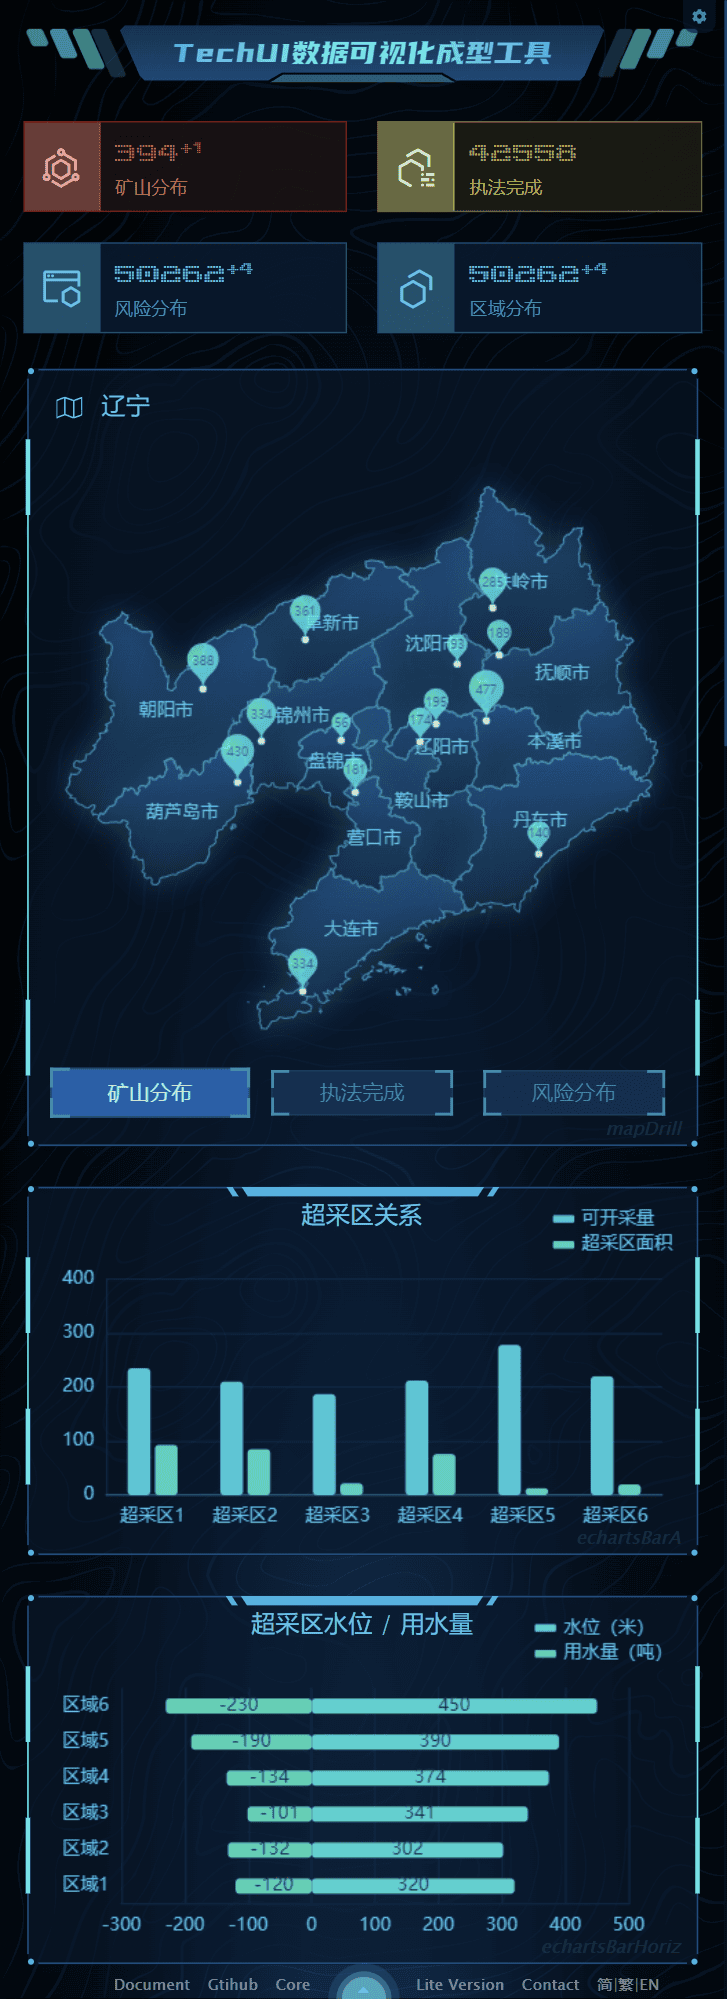 TechUI数据可视化成型工具
394+1
矿山分布
42558
执法完成
50262+4
风险分布
50262+4
区域分布
辽宁
285
铁岭市
361
阜新市
189
沈阳市
93
388
抚顺市
477
朝阳市
334
锦州市
195
56
174
辽阳市
本溪市
430
盘锦市
181
鞍山市
葫芦岛市
丹东市
营口市
140
大连市
334
矿山分布
执法完成
风险分布
mapDrill
超采区关系
可开采量
超采区面积
400
300
200
100
0
超采区1
超采区2
超采区3
超采区4
超采区5
超采区6
echartsBarA
超采区水位 / 用水量
水位（米）
用水量（吨）
区域6
-230
450
区域5
-190
390
区域4
-134
374
区域3
-101
341
区域2
-132
302
区域1
-120
320
-300
-200
-100
0
100
200
300
400
500
echartsBarHoriz
Document
Gtihub
Core
Lite Version
Contact
简|繁|EN